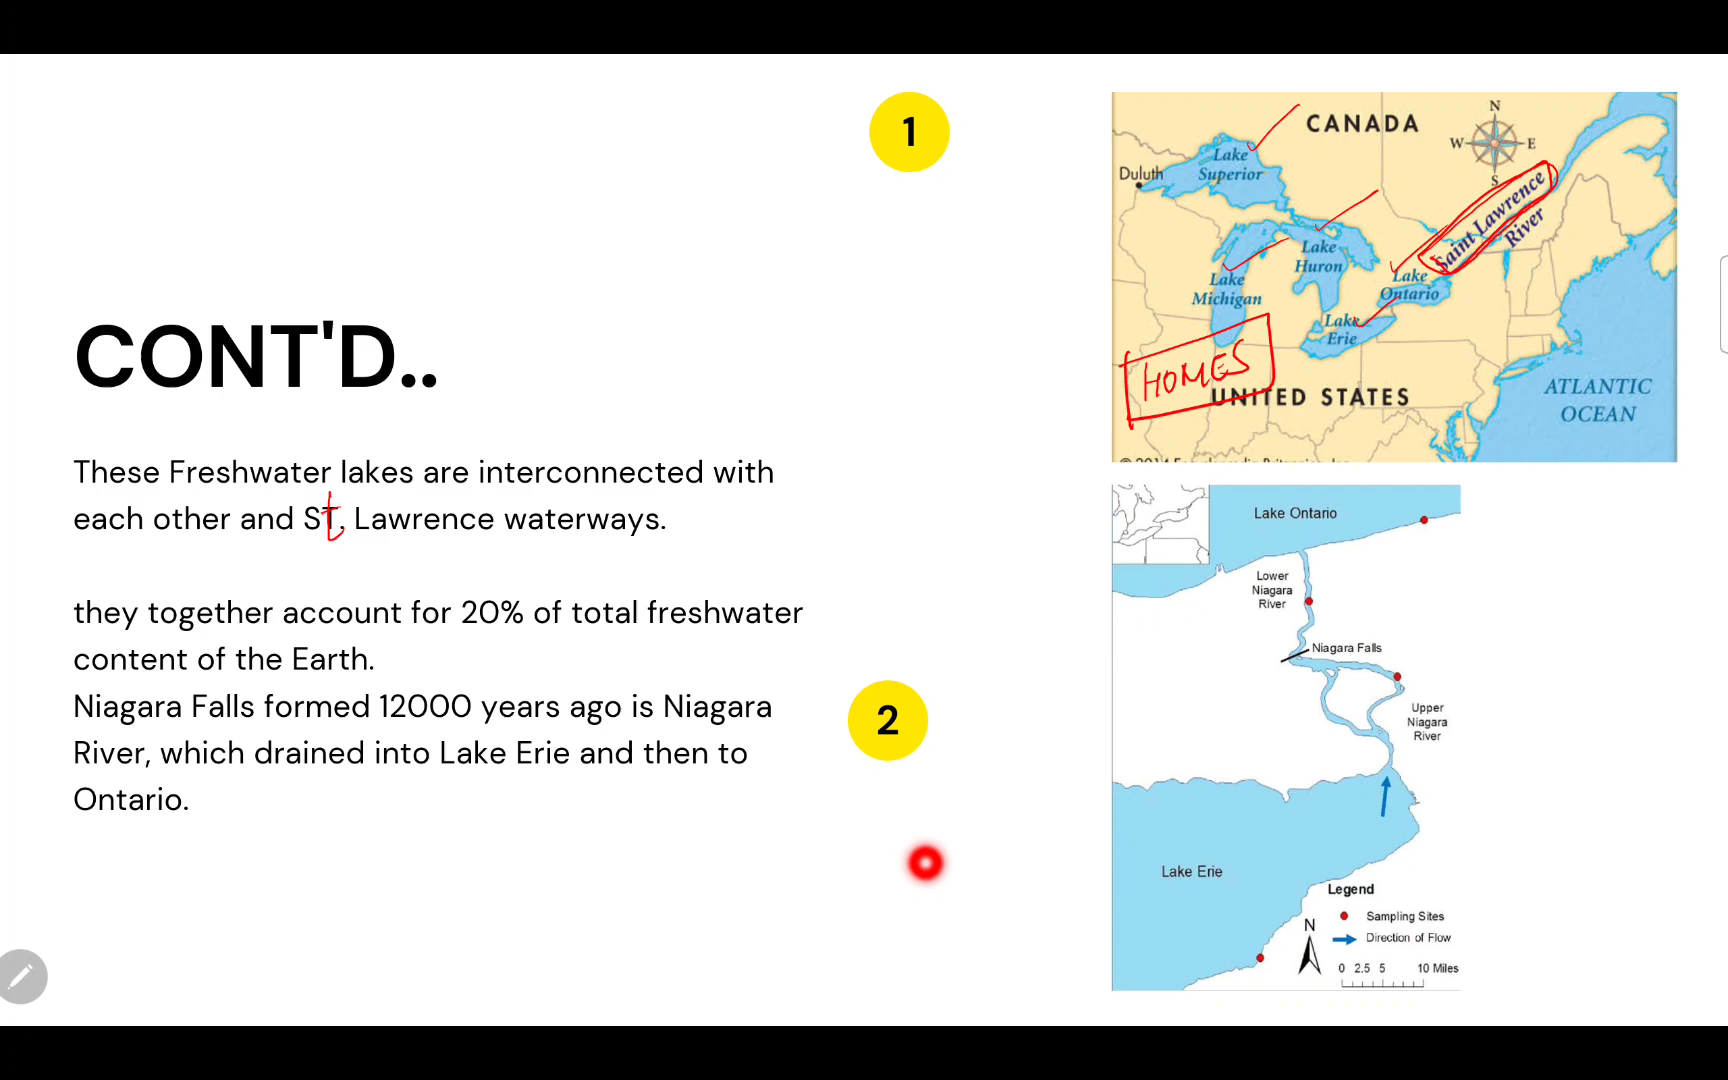 1
CONT'D..
These Freshwater lakes are interconnected with
each other and St. Lawrence waterways.
they together account for 20% of total freshwater
content of the Earth.
Niagara Falls formed 12000 years ago is Niagara
River, which drained into Lake Erie and then to
Ontario.
2
CANADA
N
W
E
S
Duluth
Lake
Superior
Saint Lawrence
River
Lake
Huron
Lake
Michigan
Lake
Ontario
Lake
Erie
HOMES
UNITED STATES
ATLANTIC
OCEAN
Lake Ontario
Lower
Niagara
River
Niagara Falls
Upper
Niagara
River
Lake Erie
Legend
Sampling Sites
Direction of Flow
N
0 2.5 5 10 Miles